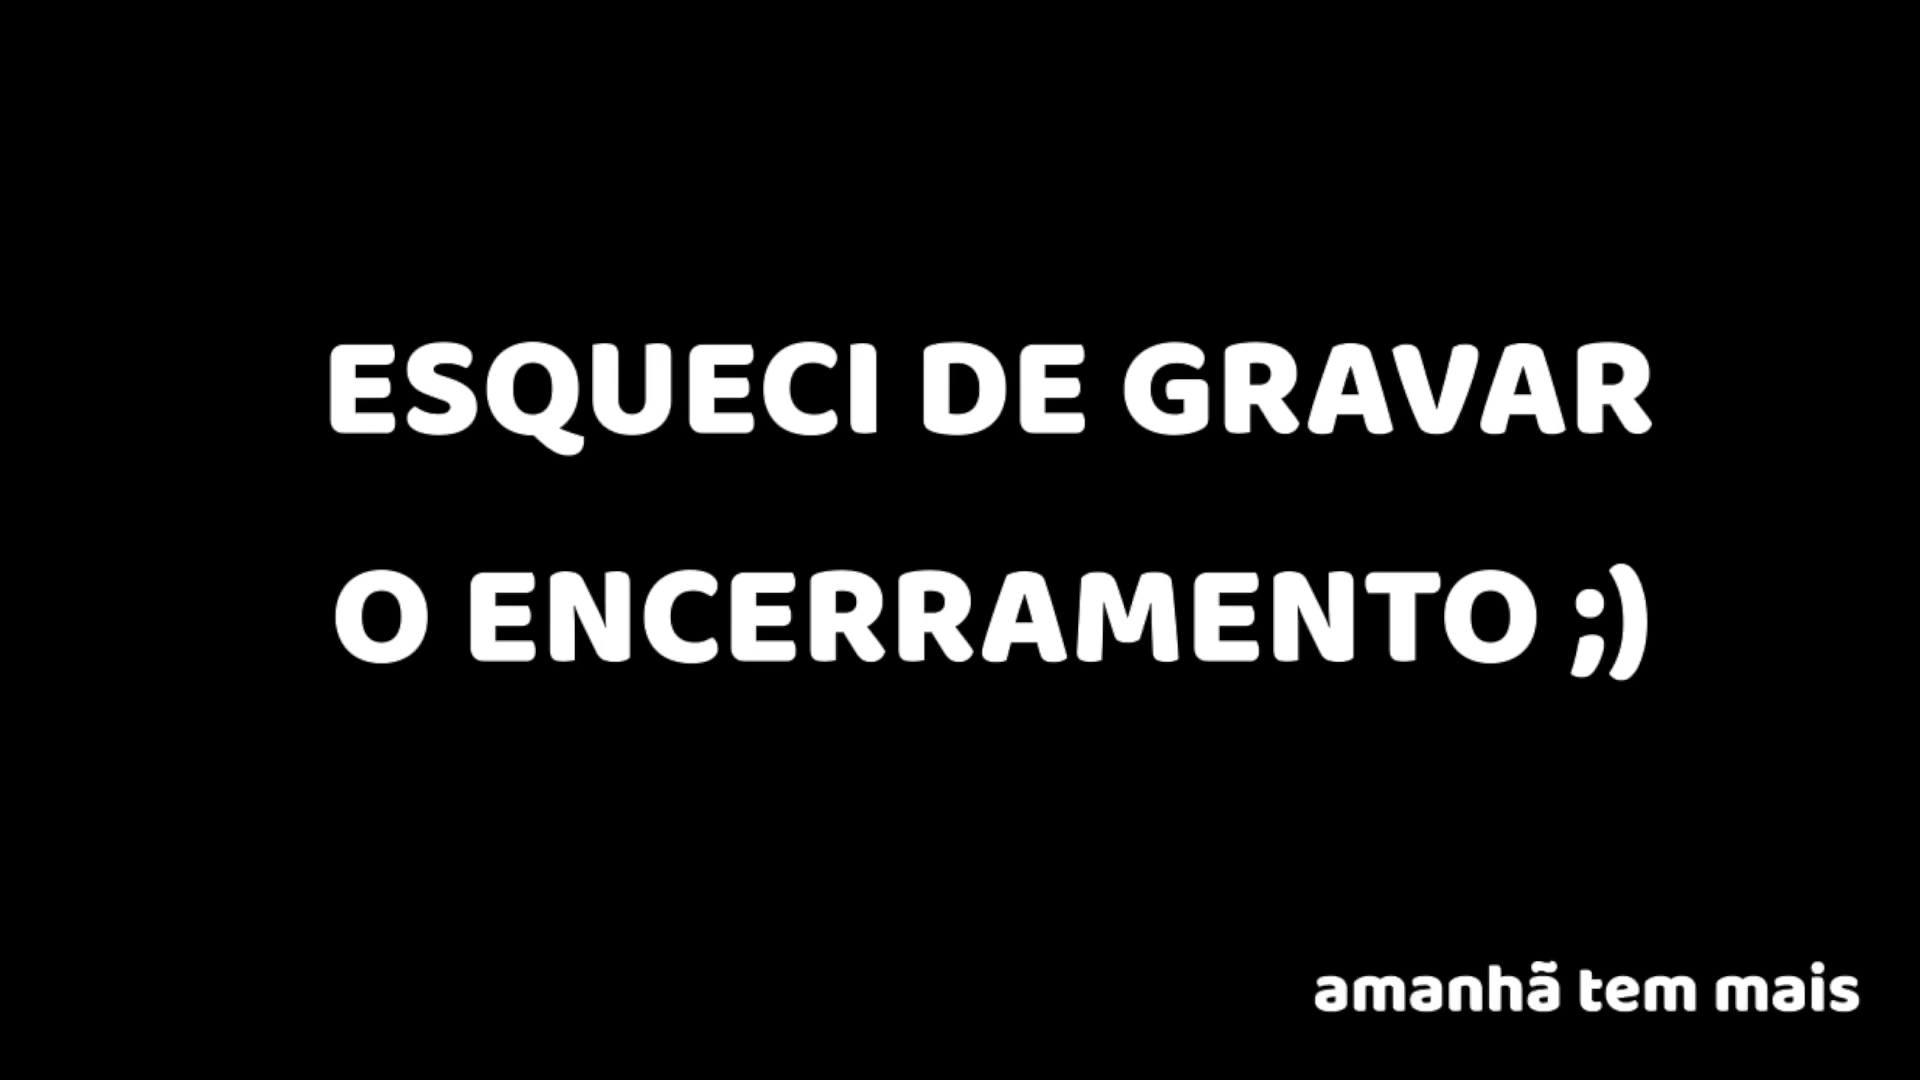 ESQUECI DE GRAVAR
O ENCERRAMENTO ;)
amanhã tem mais